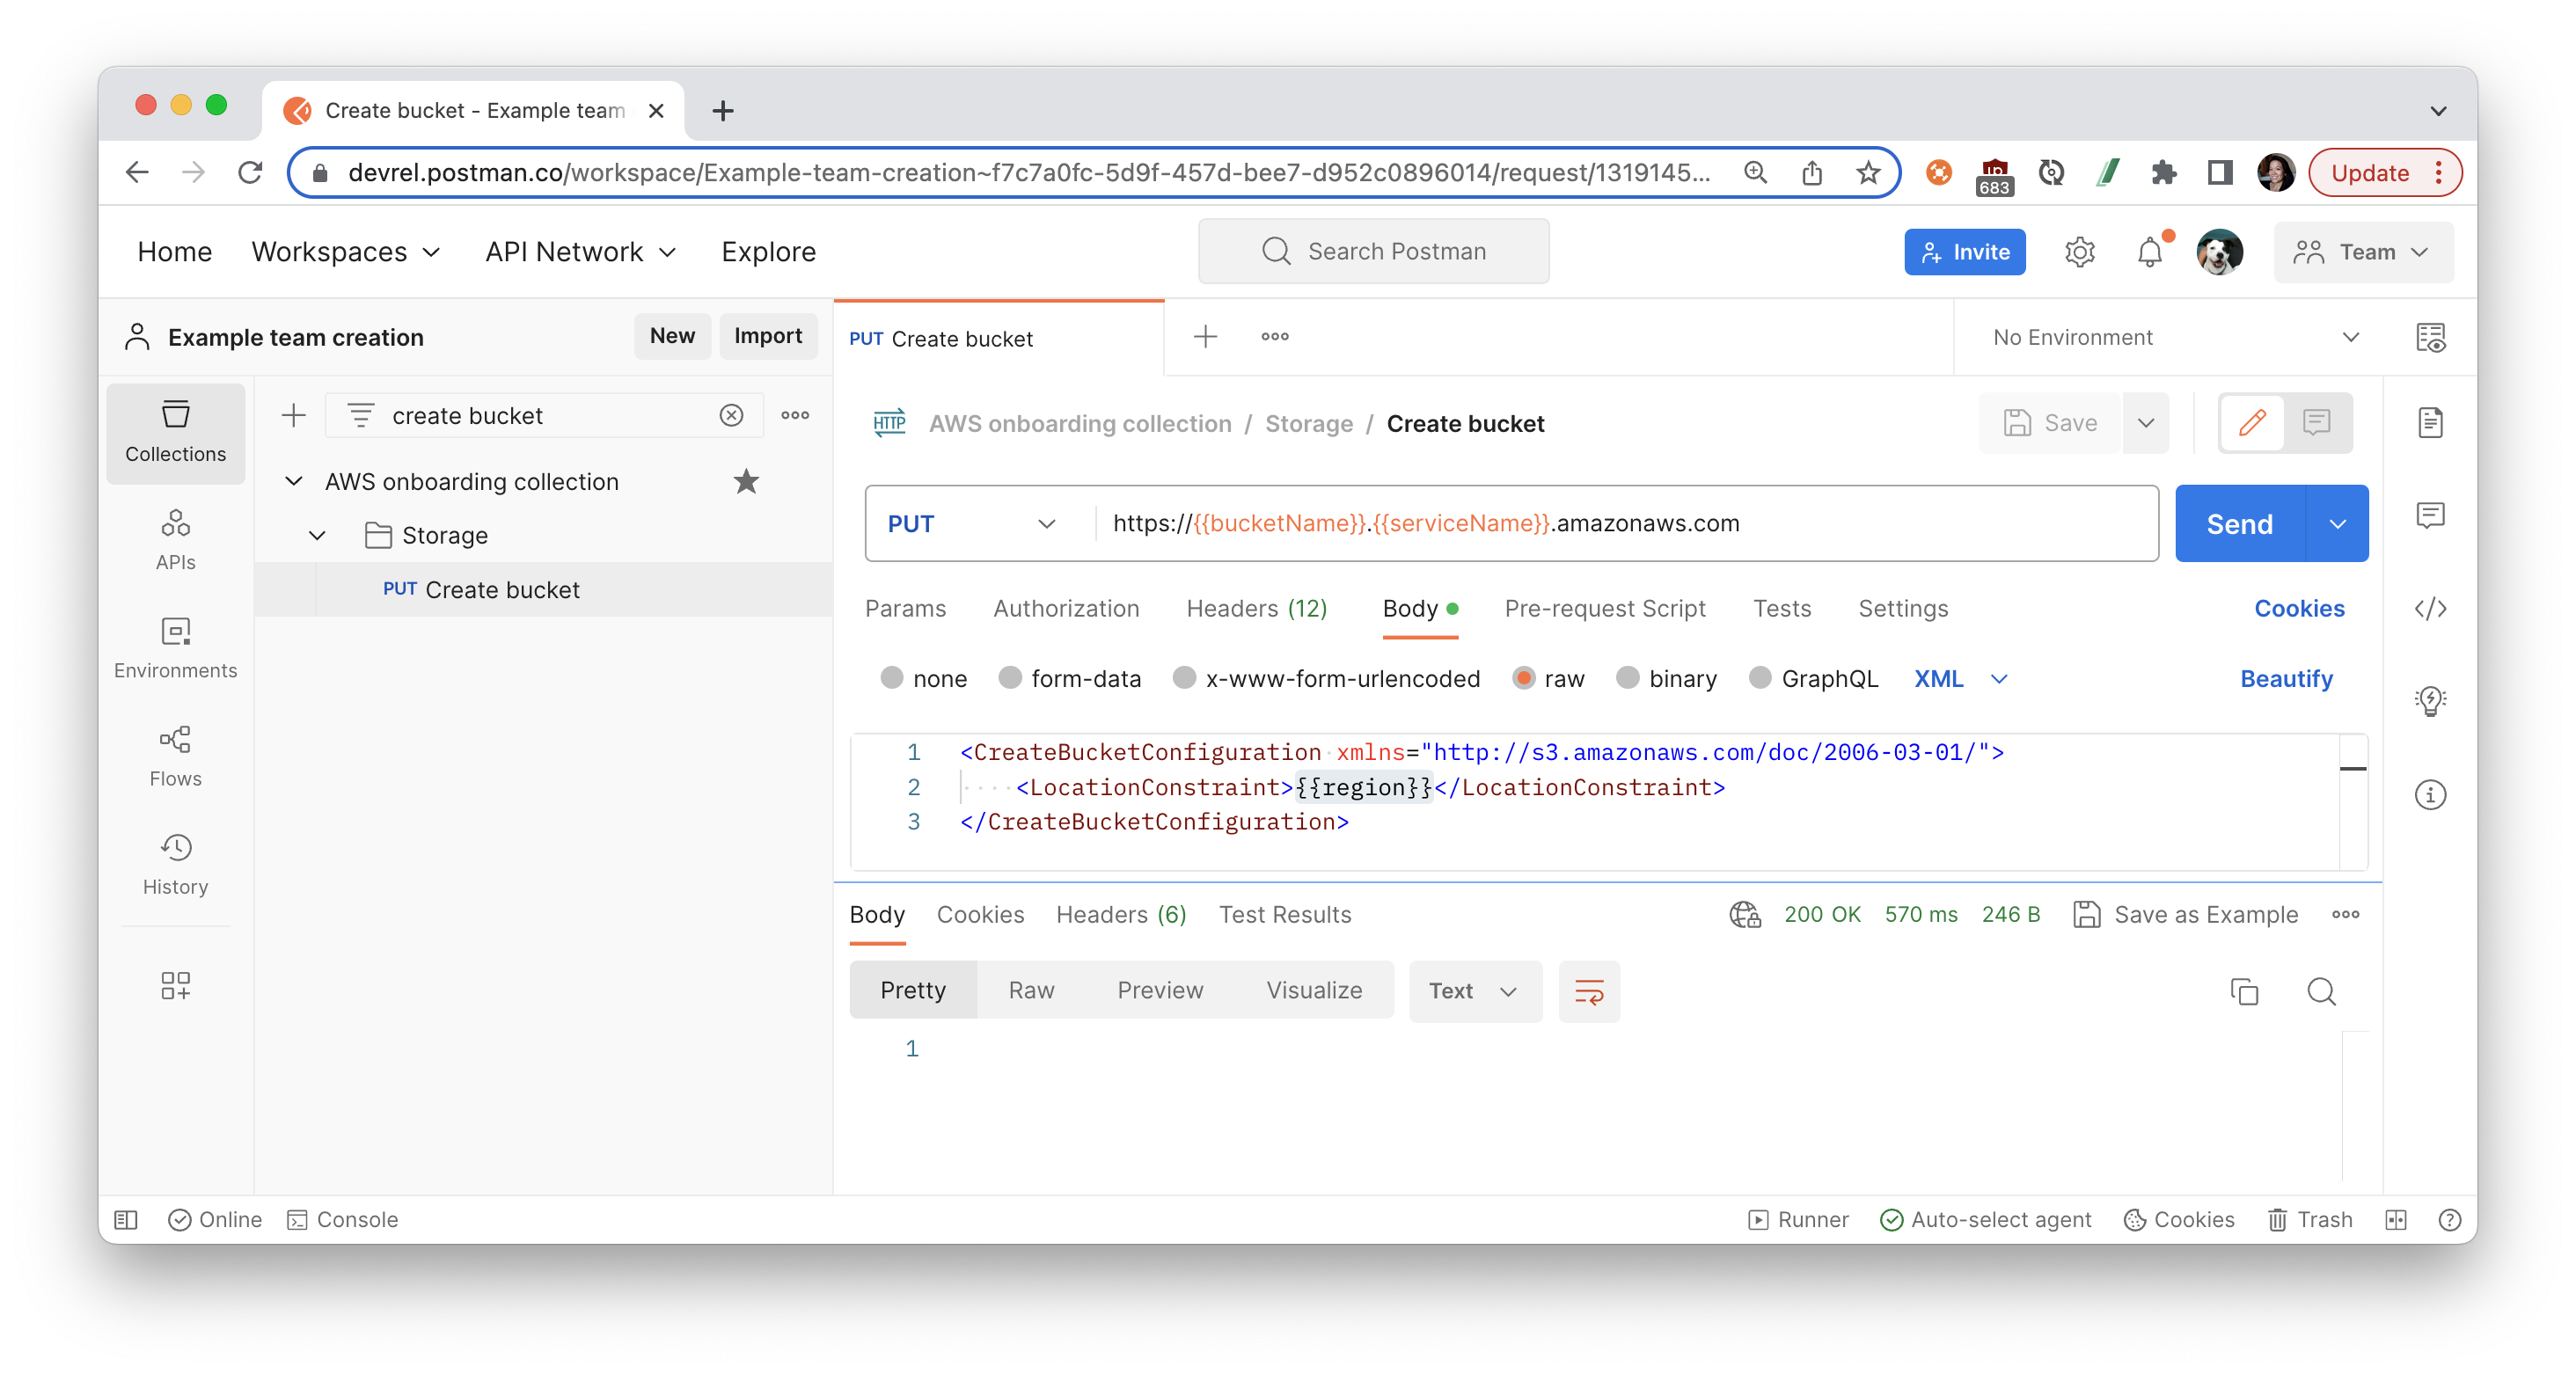 Create bucket - Example team
devrel.postman.co/workspace/Example-team-creation~f7c7a0fc-5d9f-457d-bee7-d952c0896014/request/1319145...
683
Update
Home
Workspaces
API Network
Explore
Search Postman
Invite
Team
Example team creation
New
Import
PUT Create bucket
No Environment
Collections
APIs
Environments
Flows
History
create bucket
AWS onboarding collection
Storage
PUT Create bucket
HTTP
AWS onboarding collection / Storage / Create bucket
Save
PUT
https://{{bucketName}}.{{serviceName}}.amazonaws.com
Send
Params
Authorization
Headers (12)
Body
Pre-request Script
Tests
Settings
Cookies
none
form-data
x-www-form-urlencoded
raw
binary
GraphQL
XML
Beautify
1 <CreateBucketConfiguration xmlns="http://s3.amazonaws.com/doc/2006-03-01/">
2 <LocationConstraint>{{region}}</LocationConstraint>
3 </CreateBucketConfiguration>
Body
Cookies
Headers (6)
Test Results
200 OK
570 ms
246 B
Save as Example
Pretty
Raw
Preview
Visualize
Text
1
Online
Console
Runner
Auto-select agent
Cookies
Trash